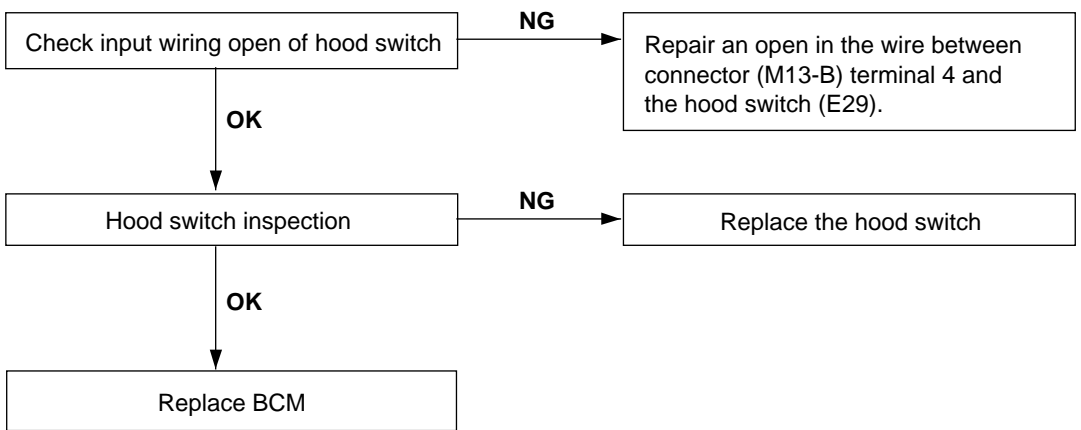 Check input wiring open of hood switch
NG
Repair an open in the wire between
connector (M13-B) terminal 4 and
the hood switch (E29).
OK
Hood switch inspection
NG
Replace the hood switch
OK
Replace BCM